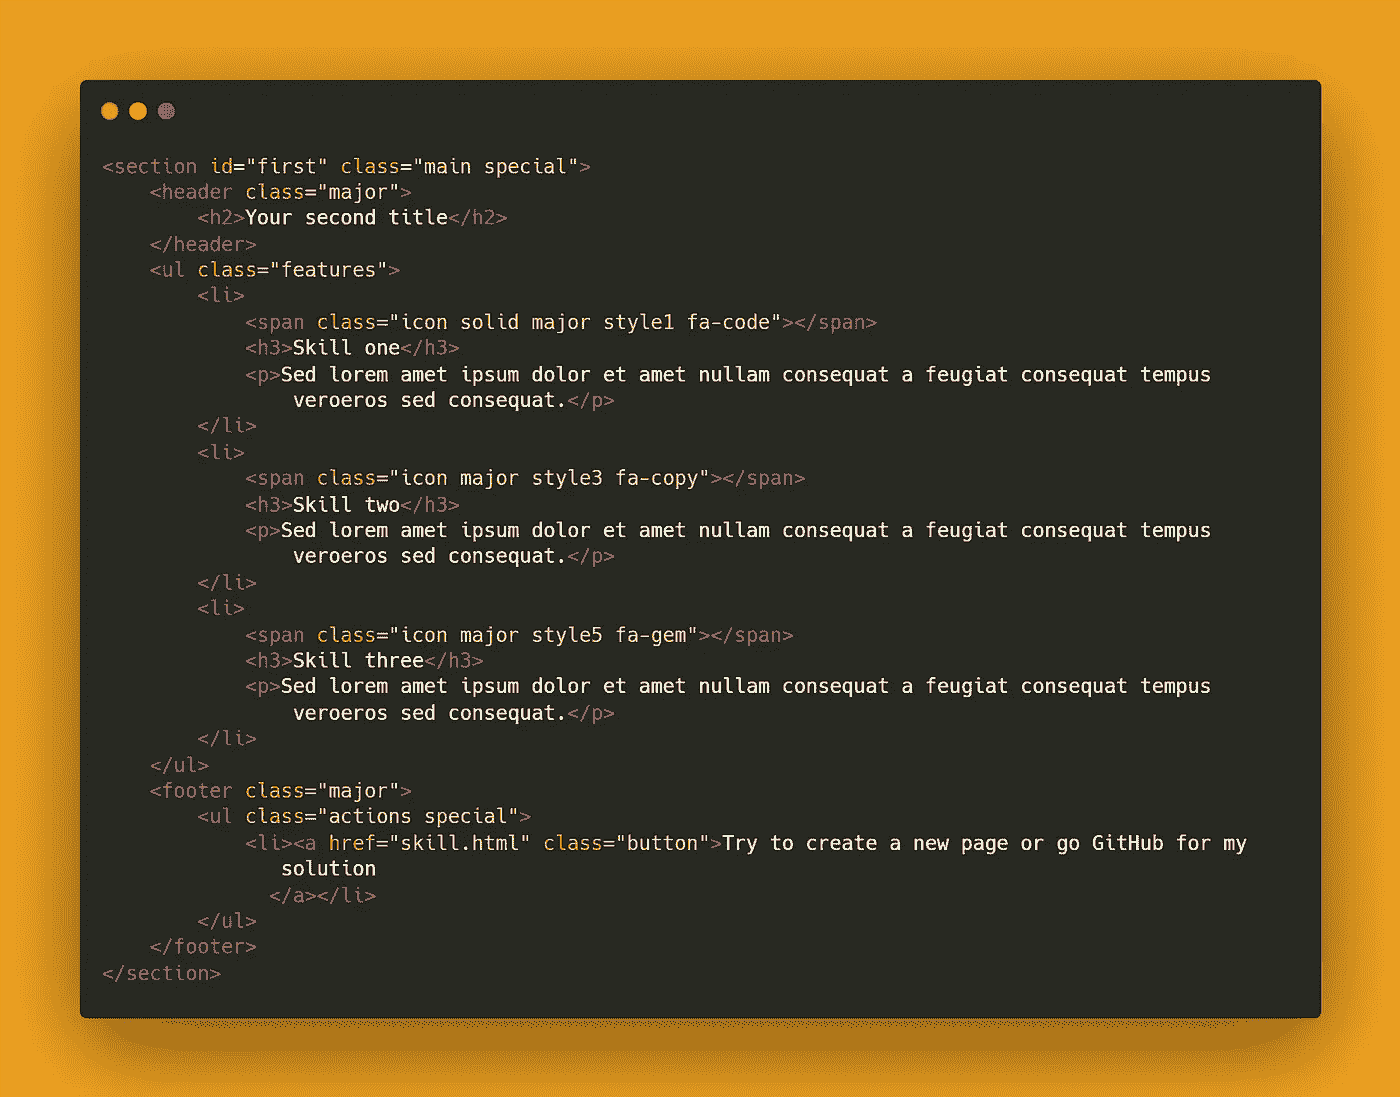 <section id="first" class="main special">
    <header class="major">
        <h2>Your second title</h2>
    </header>
    <ul class="features">
        <li>
            <span class="icon solid major style1 fa-code"></span>
            <h3>Skill one</h3>
            <p>Sed lorem amet ipsum dolor et amet nullam consequat a feugiat consequat tempus
                veroeros sed consequat.</p>
        </li>
        <li>
            <span class="icon major style3 fa-copy"></span>
            <h3>Skill two</h3>
            <p>Sed lorem amet ipsum dolor et amet nullam consequat a feugiat consequat tempus
                veroeros sed consequat.</p>
        </li>
        <li>
            <span class="icon major style5 fa-gem"></span>
            <h3>Skill three</h3>
            <p>Sed lorem amet ipsum dolor et amet nullam consequat a feugiat consequat tempus
                veroeros sed consequat.</p>
        </li>
    </ul>
    <footer class="major">
        <ul class="actions special">
            <li><a href="skill.html" class="button">Try to create a new page or go GitHub for my
               solution
              </a></li>
        </ul>
    </footer>
</section>